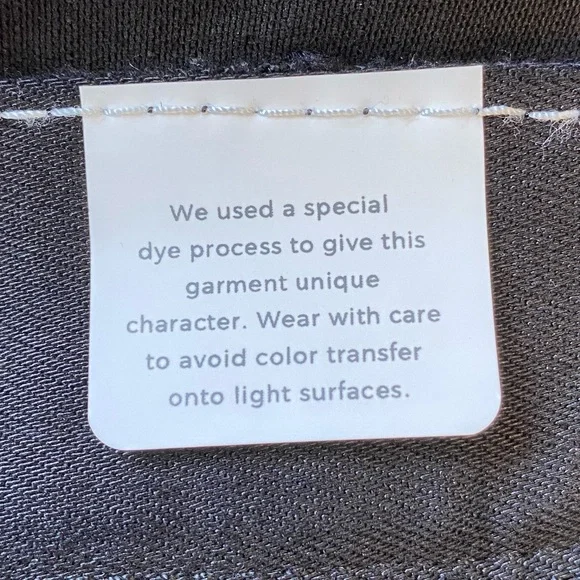 We used a special
dye process to give this
garment unique
character. Wear with care
to avoid color transfer
onto light surfaces.